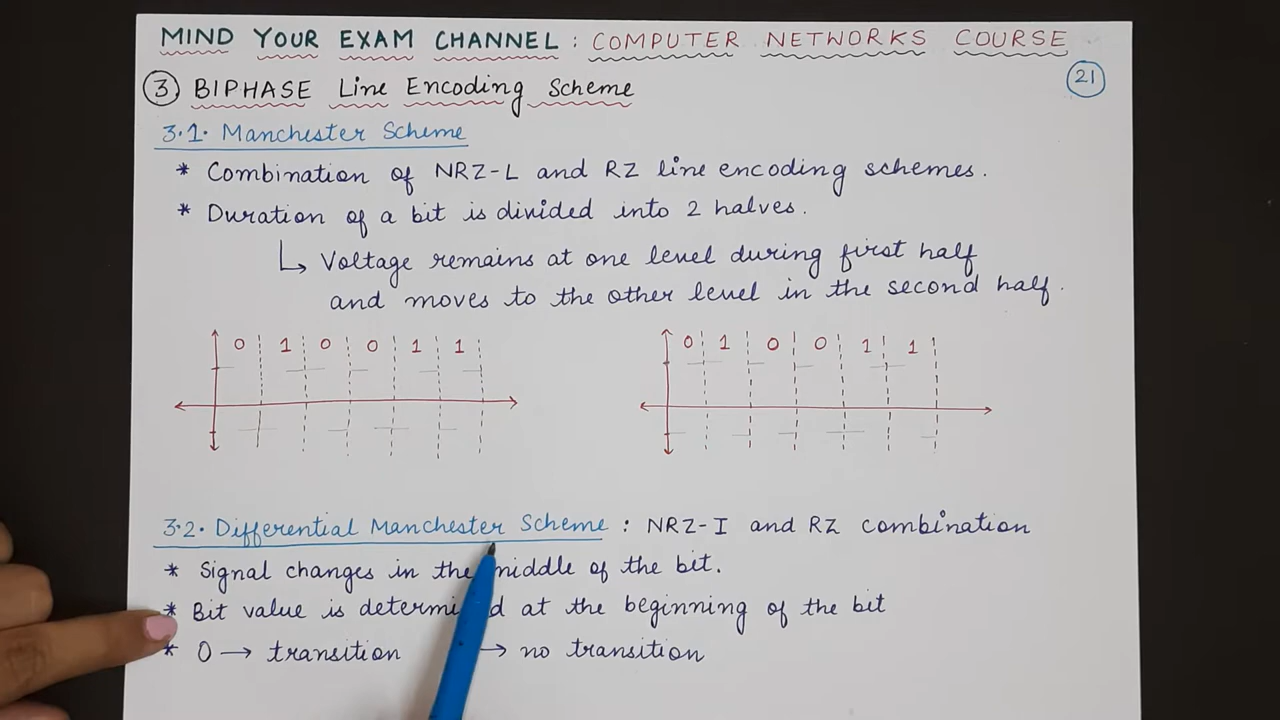 MIND YOUR EXAM CHANNEL : COMPUTER NETWORKS COURSE
21
3 BIPHASE Line Encoding Scheme
3.1. Manchester Scheme
* Combination of NRZ-L and RZ line encoding schemes.
* Duration of a bit is divided into 2 halves.
↳ Voltage remains at one level during first half
and moves to the other level in the second half.
0 1 0 0 1 1
0 1 0 0 1 1
3.2. Differential Manchester Scheme : NRZ-I and RZ combination
* Signal changes in the middle of the bit.
* Bit value is at the beginning of the bit
* 0 → transition → no transition